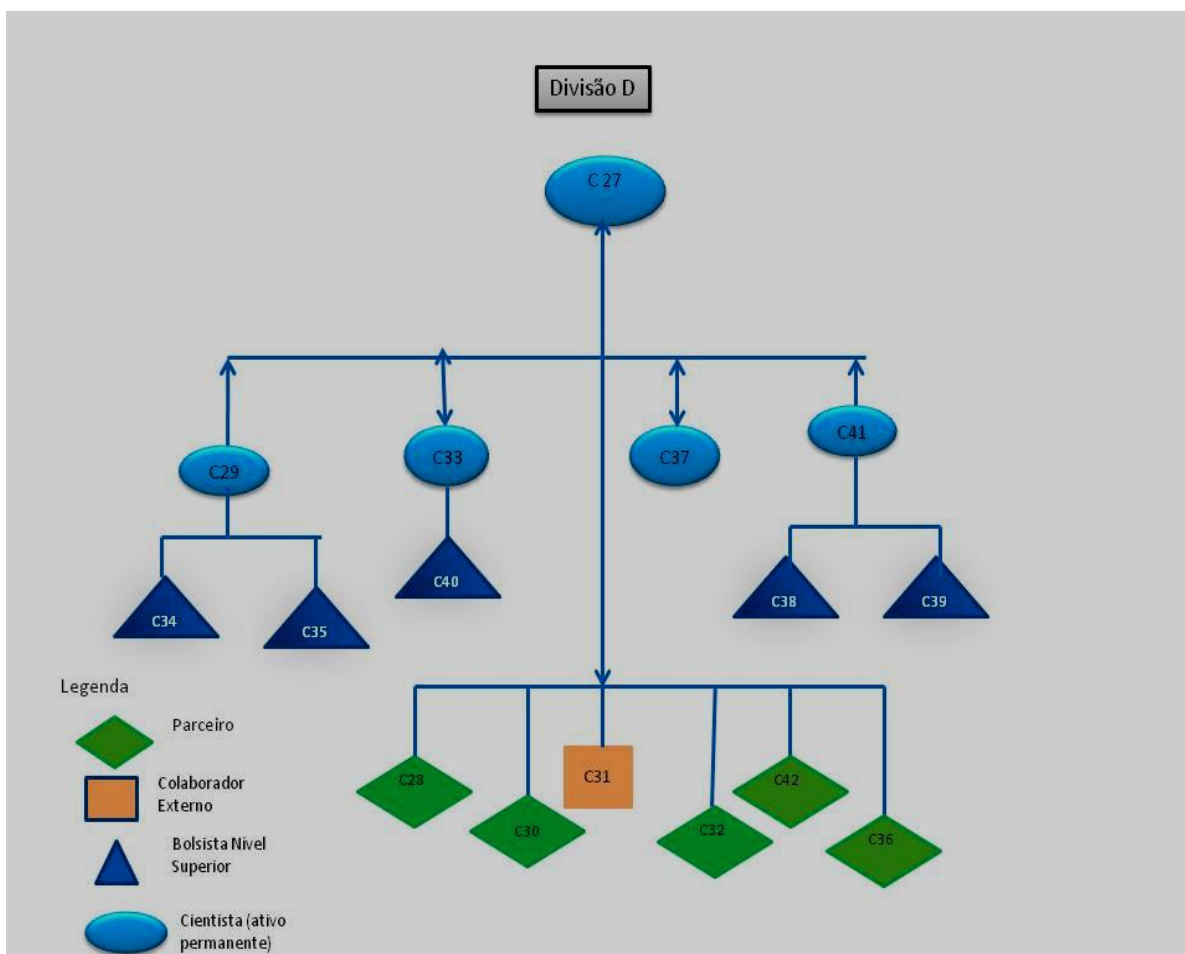 Divisão D
C 27
C29
C33
C37
C41
C34
C35
C40
C38
C39
Legenda
Parceiro
Colaborador
Externo
Bolsista Nível
Superior
Cientista (ativo
permanente)
C28
C30
C31
C32
C42
C36